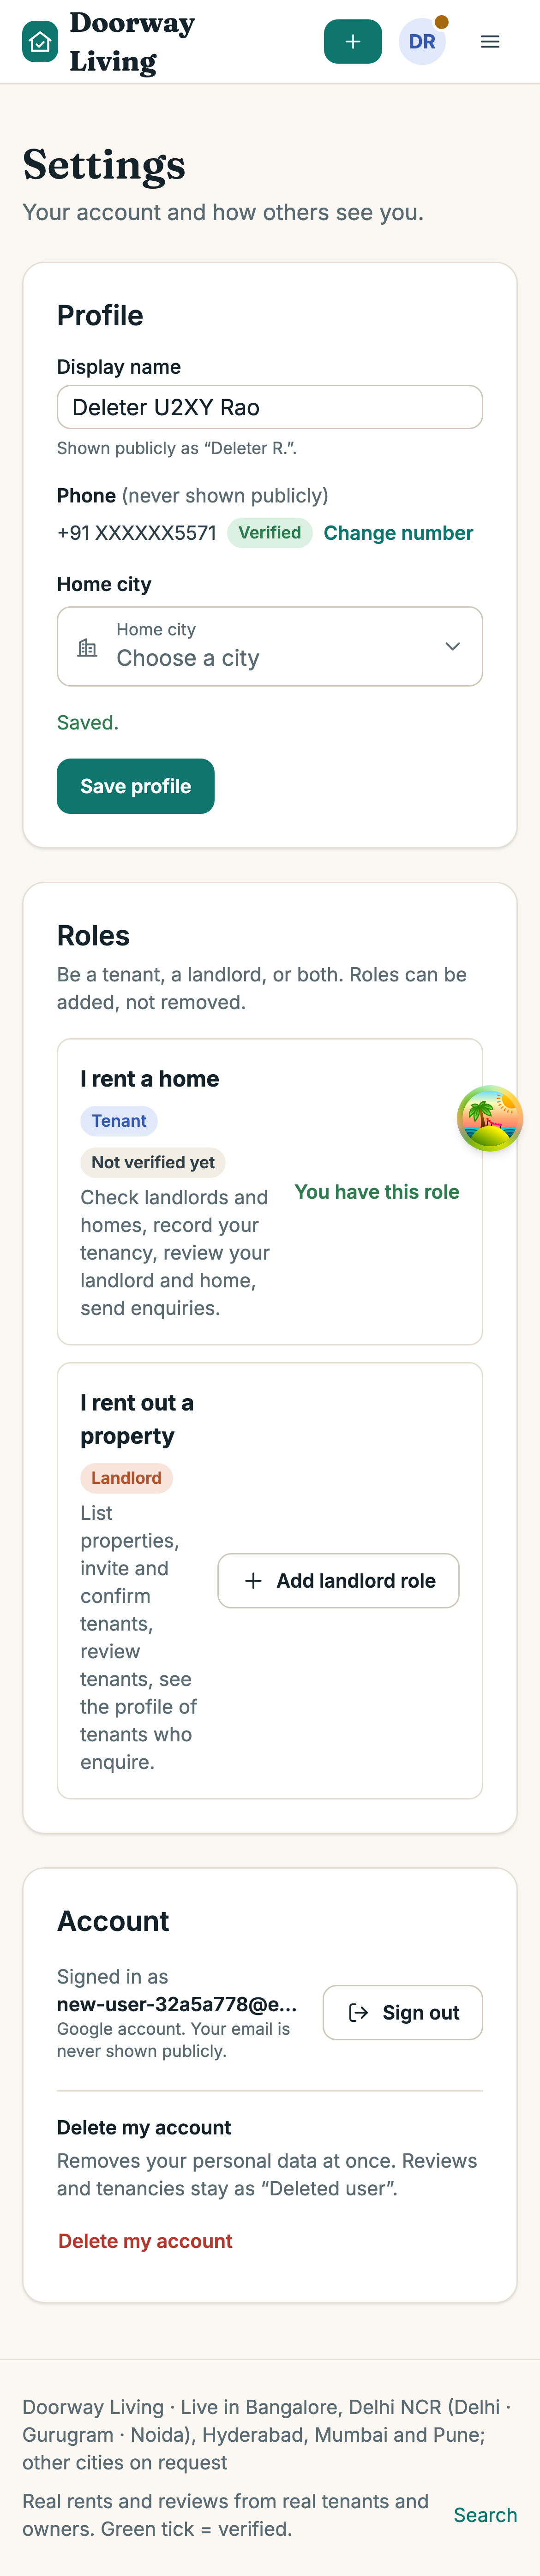 Doorway
Living
DR
Settings
Your account and how others see you.
Profile
Display name
Deleter U2XY Rao
Shown publicly as “Deleter R.”.
Phone (never shown publicly)
+91 XXXXXX5571 Verified Change number
Home city
Home city
Choose a city
Saved.
Save profile
Roles
Be a tenant, a landlord, or both. Roles can be
added, not removed.
I rent a home
Tenant
Not verified yet
Check landlords and
homes, record your
tenancy, review your
landlord and home,
send enquiries.
You have this role
I rent out a
property
Landlord
List
properties,
invite and
confirm
tenants,
review
tenants, see
the profile of
tenants who
enquire.
Add landlord role
Account
Signed in as
new-user-32a5a778@e...
Google account. Your email is
never shown publicly.
Sign out
Delete my account
Removes your personal data at once. Reviews
and tenancies stay as “Deleted user”.
Delete my account
Doorway Living · Live in Bangalore, Delhi NCR (Delhi ·
Gurugram · Noida), Hyderabad, Mumbai and Pune;
other cities on request
Real rents and reviews from real tenants and
owners. Green tick = verified.
Search